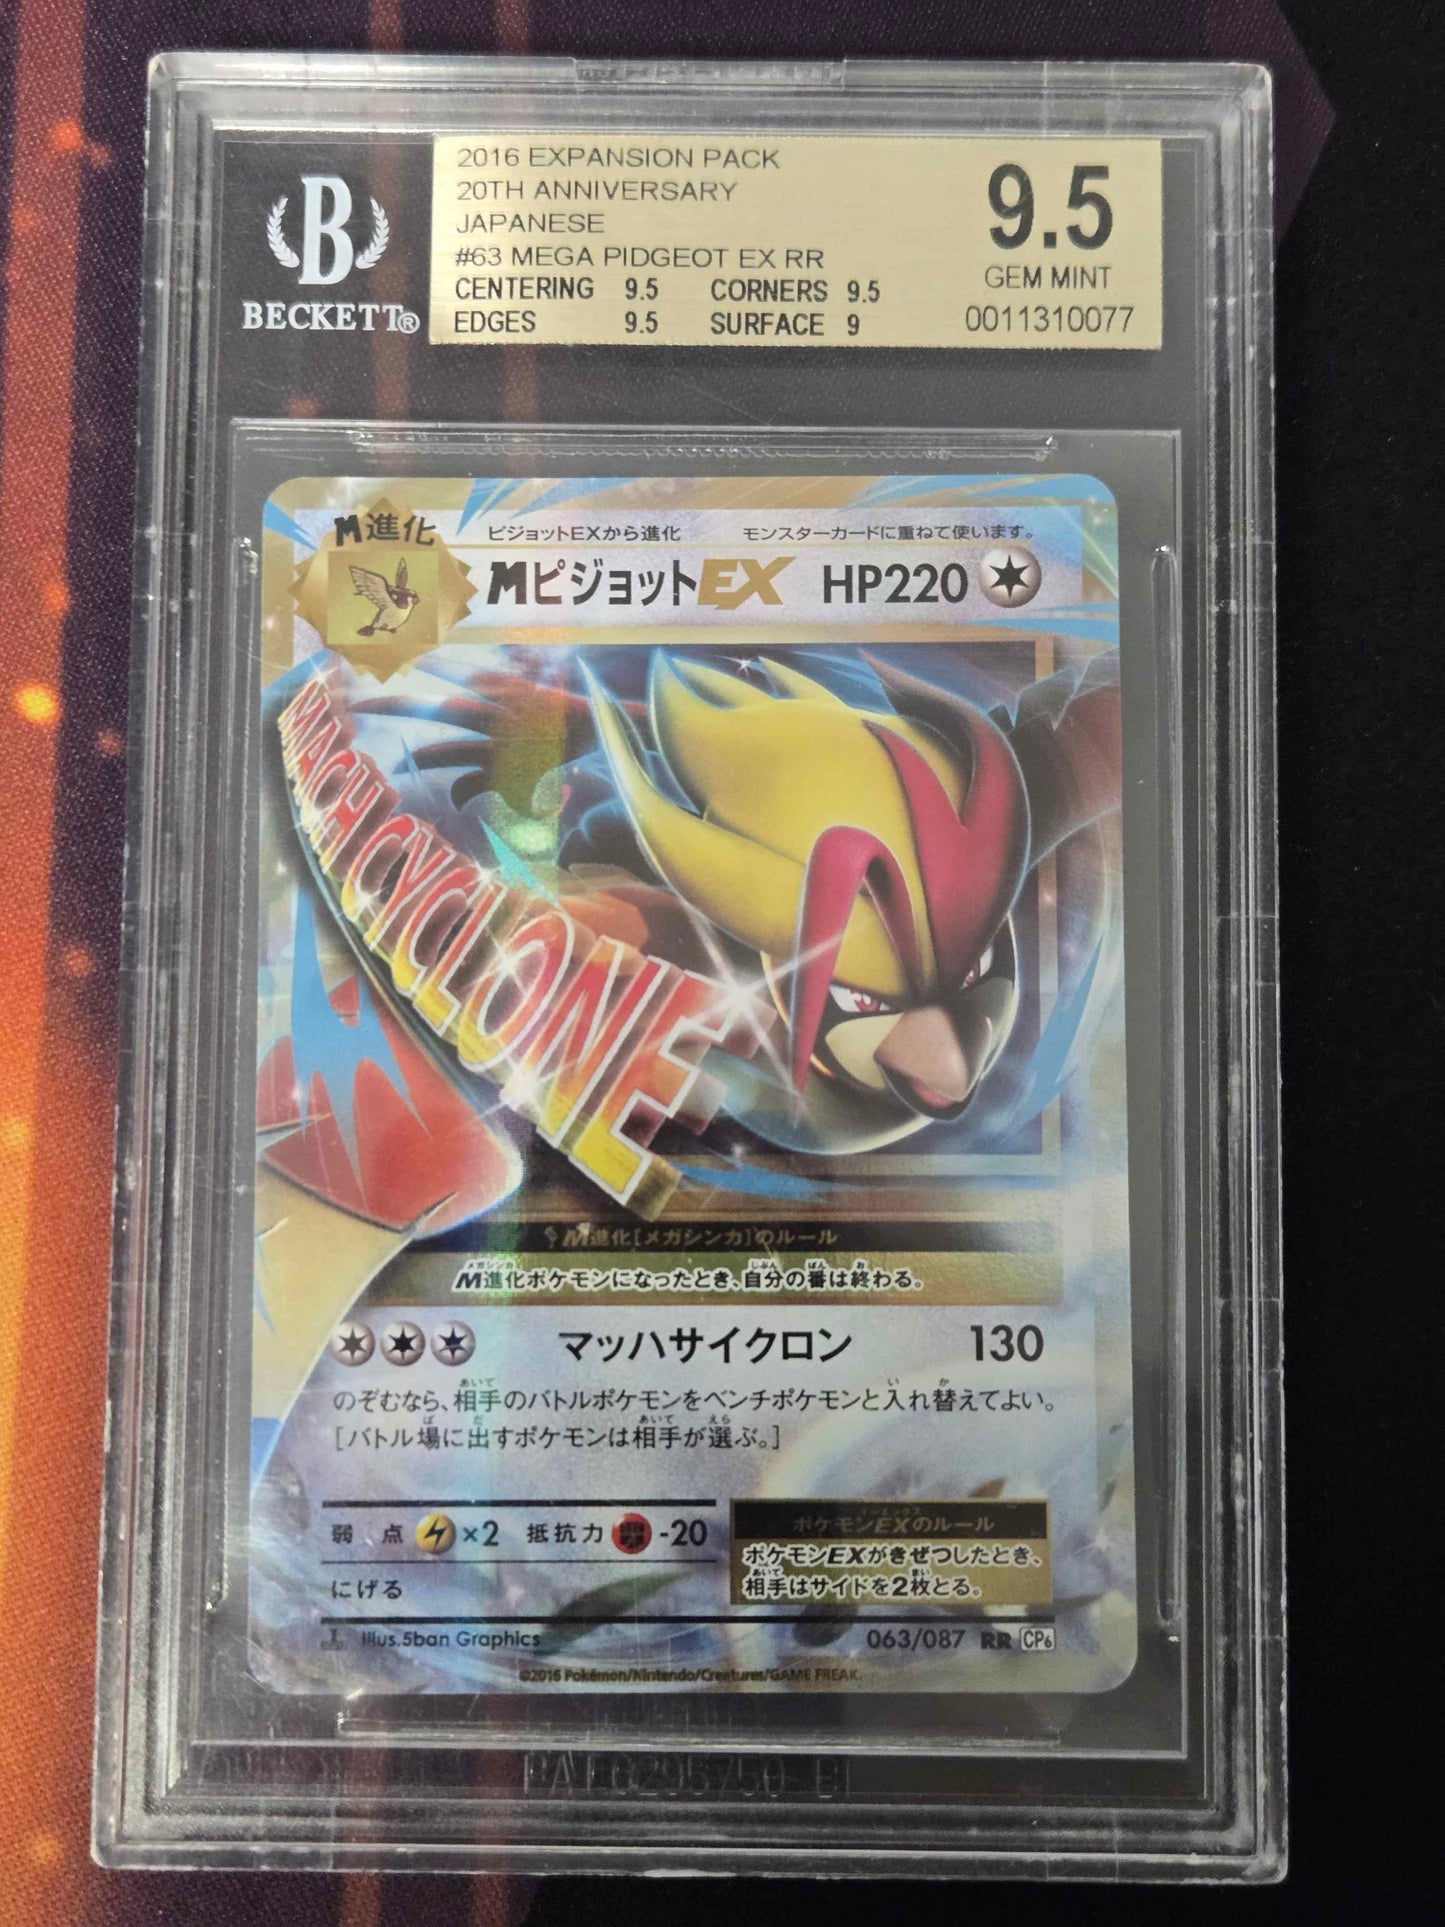 2016 EXPANSION PACK
20TH ANNIVERSARY
JAPANESE
#63 MEGA PIDGEOT EX RR
CENTERING 9.5 CORNERS 9.5
EDGES 9.5 SURFACE 9
9.5
GEM MINT
0011310077
B
BECKETT®
M進化
ピジョットEXから進化 モンスターカードに重ねて使います。
MピジョットEX HP220
MACH CYCLONE
M進化[メガシンカ]のルール
M進化ポケモンになったとき、自分の番は終わる。
マッハサイクロン 130
のぞむなら、相手のバトルポケモンをベンチポケモンと入れ替えてよい。
[バトル場に出すポケモンは相手が選ぶ。]
弱点 ×2 抵抗力 -20
にげる
ポケモンEXのルール
ポケモンEXがきぜつしたとき、
相手はサイドを2枚とる。
Illus.5ban Graphics 063/087 RR CP6
©2016 Pokémon/Nintendo/Creatures/GAME FREAK.